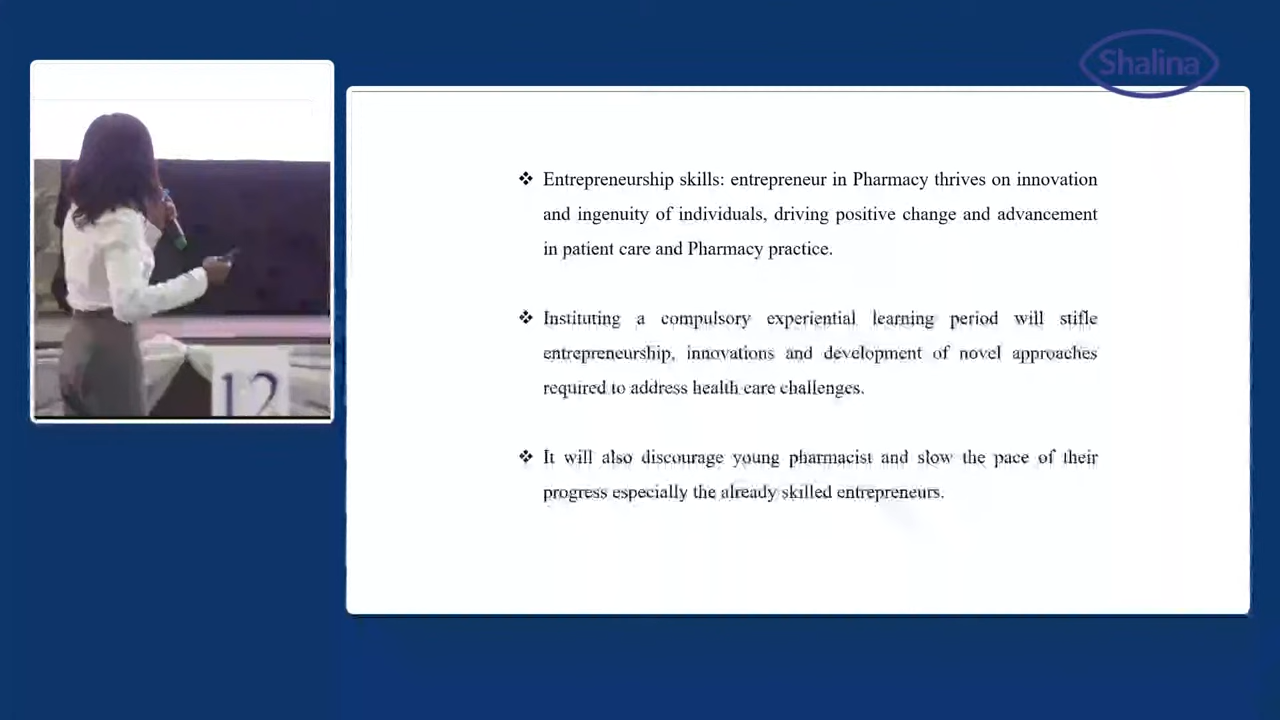 Shalina
❖ Entrepreneurship skills: entrepreneur in Pharmacy thrives on innovation
and ingenuity of individuals, driving positive change and advancement
in patient care and Pharmacy practice.
❖ Instituting a compulsory experiential learning period will stifle
entrepreneurship, innovations and development of novel approaches
required to address health care challenges.
❖ It will also discourage young pharmacist and slow the pace of their
progress especially the already skilled entrepreneurs.
12